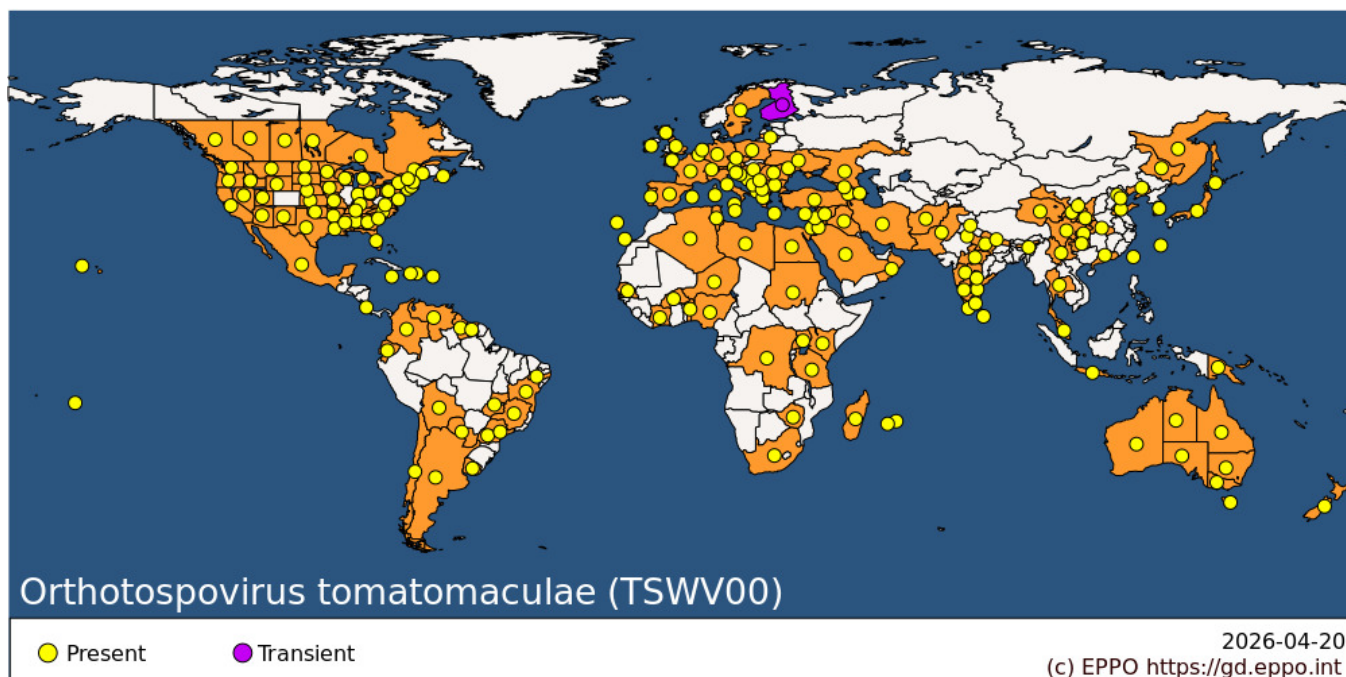 Orthotospovirus tomatomaculae (TSWV00)
Present
Transient
2026-04-20
(c) EPPO https://gd.eppo.int